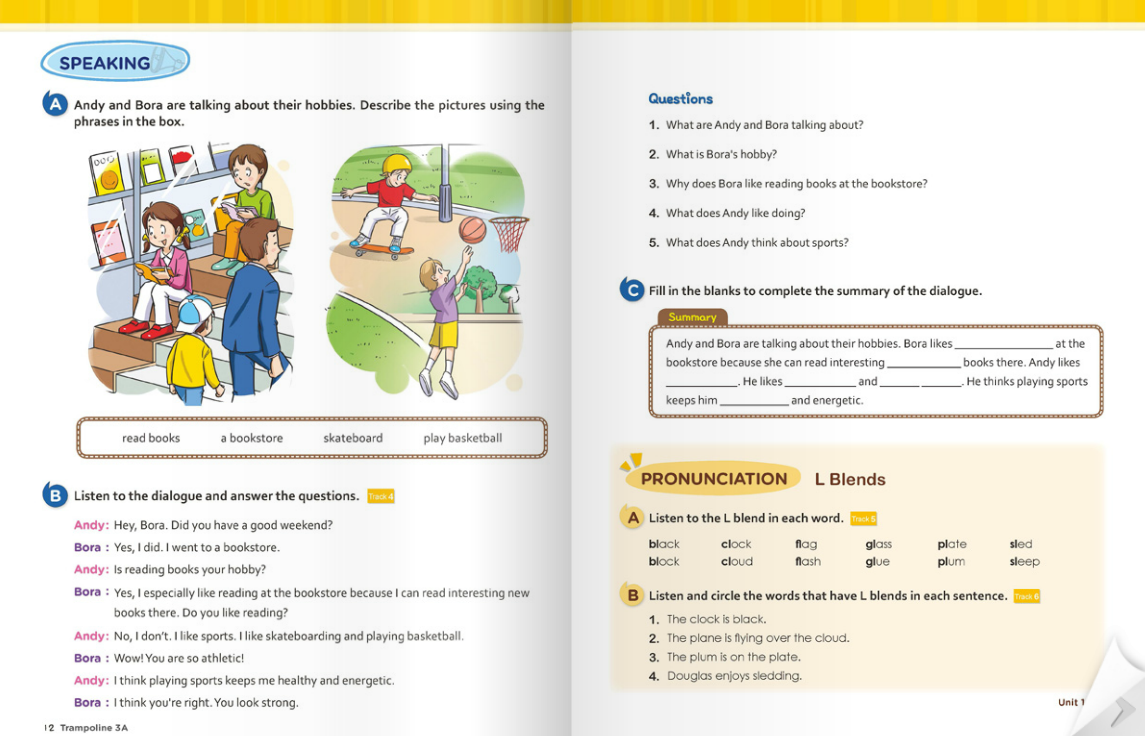 SPEAKING
A Andy and Bora are talking about their hobbies. Describe the pictures using the
phrases in the box.
read books a bookstore skateboard play basketball
B Listen to the dialogue and answer the questions. Track 4
Andy: Hey, Bora. Did you have a good weekend?
Bora : Yes, I did. I went to a bookstore.
Andy: Is reading books your hobby?
Bora : Yes, I especially like reading at the bookstore because I can read interesting new
books there. Do you like reading?
Andy: No, I don't. I like sports. I like skateboarding and playing basketball.
Bora : Wow! You are so athletic!
Andy: I think playing sports keeps me healthy and energetic.
Bora : I think you're right. You look strong.
12 Trampoline 3A
Questions
1. What are Andy and Bora talking about?
2. What is Bora's hobby?
3. Why does Bora like reading books at the bookstore?
4. What does Andy like doing?
5. What does Andy think about sports?
C Fill in the blanks to complete the summary of the dialogue.
Summary
Andy and Bora are talking about their hobbies. Bora likes ______________ at the
bookstore because she can read interesting ___________ books there. Andy likes
___________. He likes ___________ and ______ ______. He thinks playing sports
keeps him __________ and energetic.
PRONUNCIATION L Blends
A Listen to the L blend in each word. Track 5
black clock flag glass plate sled
block cloud flash glue plum sleep
B Listen and circle the words that have L blends in each sentence. Track 6
1. The clock is black.
2. The plane is flying over the cloud.
3. The plum is on the plate.
4. Douglas enjoys sledding.
Unit 1